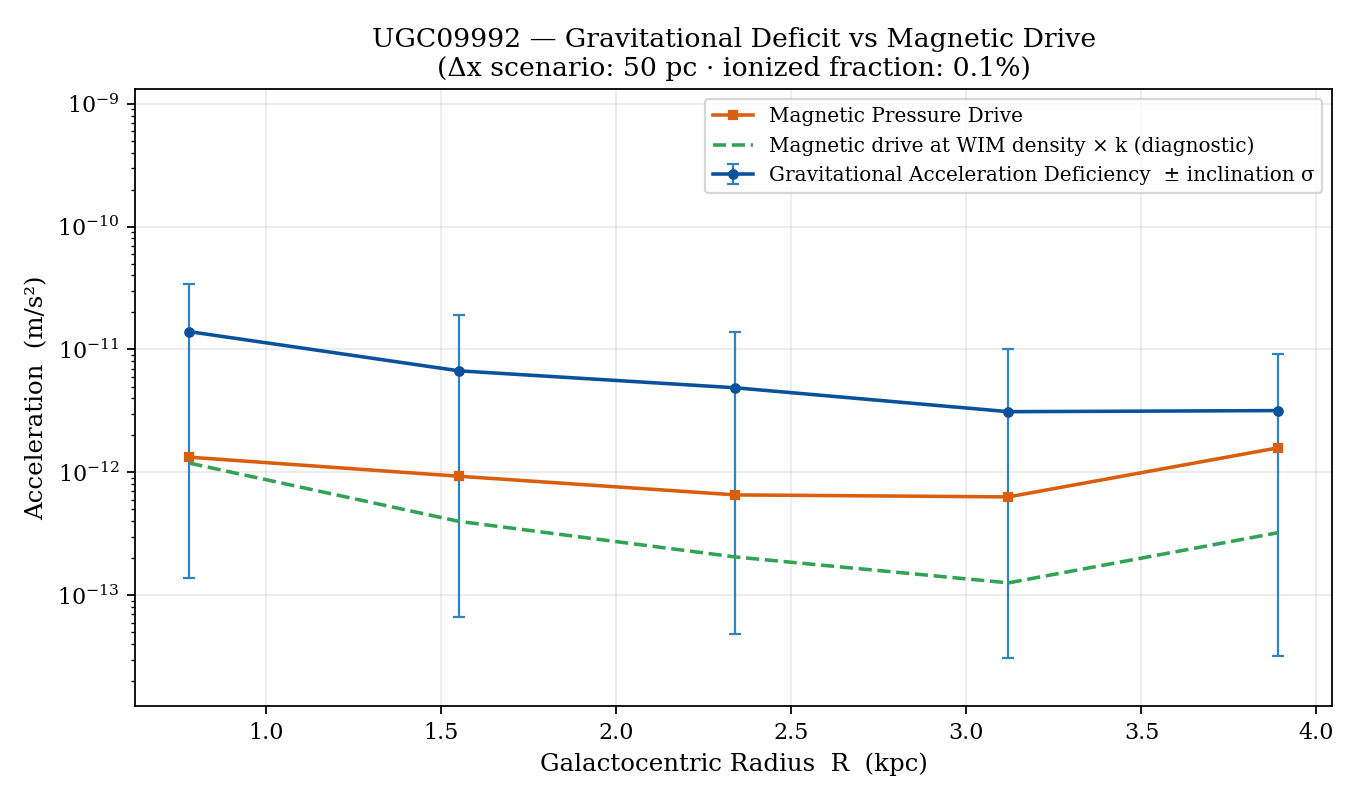 UGC09992 — Gravitational Deficit vs Magnetic Drive
(Δx scenario: 50 pc · ionized fraction: 0.1%)
Magnetic Pressure Drive
Magnetic drive at WIM density × k (diagnostic)
Gravitational Acceleration Deficiency ± inclination σ
Acceleration (m/s²)
10⁻⁹
10⁻¹⁰
10⁻¹¹
10⁻¹²
10⁻¹³
1.0 1.5 2.0 2.5 3.0 3.5 4.0
Galactocentric Radius R (kpc)